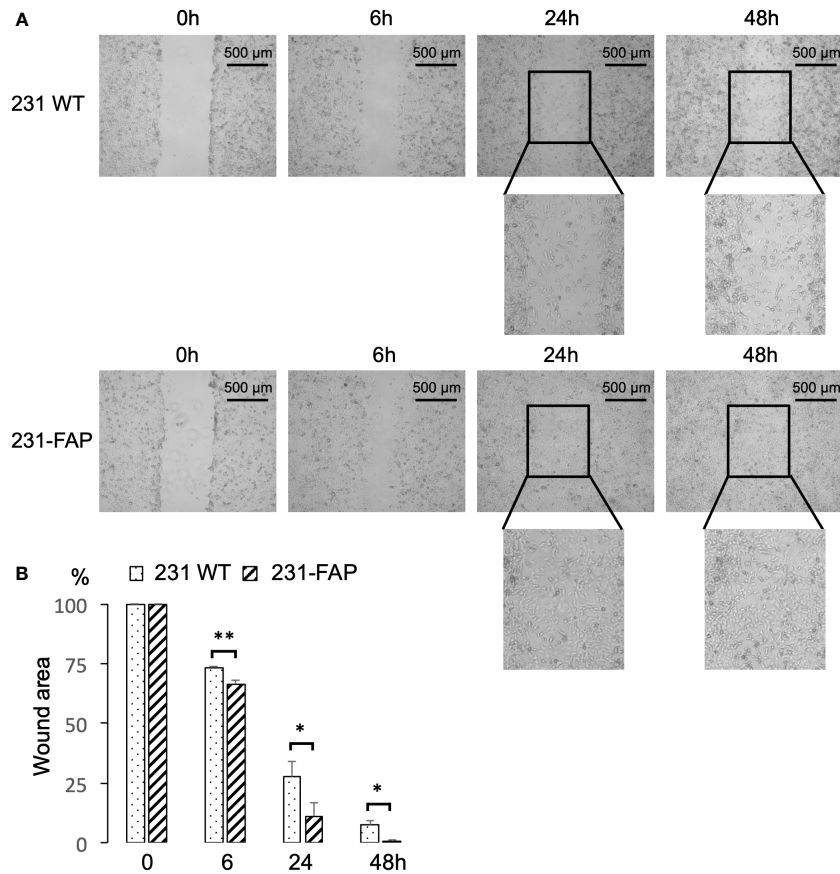 A
0h 6h 24h 48h
231 WT
500 µm 500 µm 500 µm 500 µm
0h 6h 24h 48h
231-FAP
500 µm 500 µm 500 µm 500 µm
B
% 231 WT 231-FAP
Wound area
100
75
50
25
0
** * *
0 6 24 48h